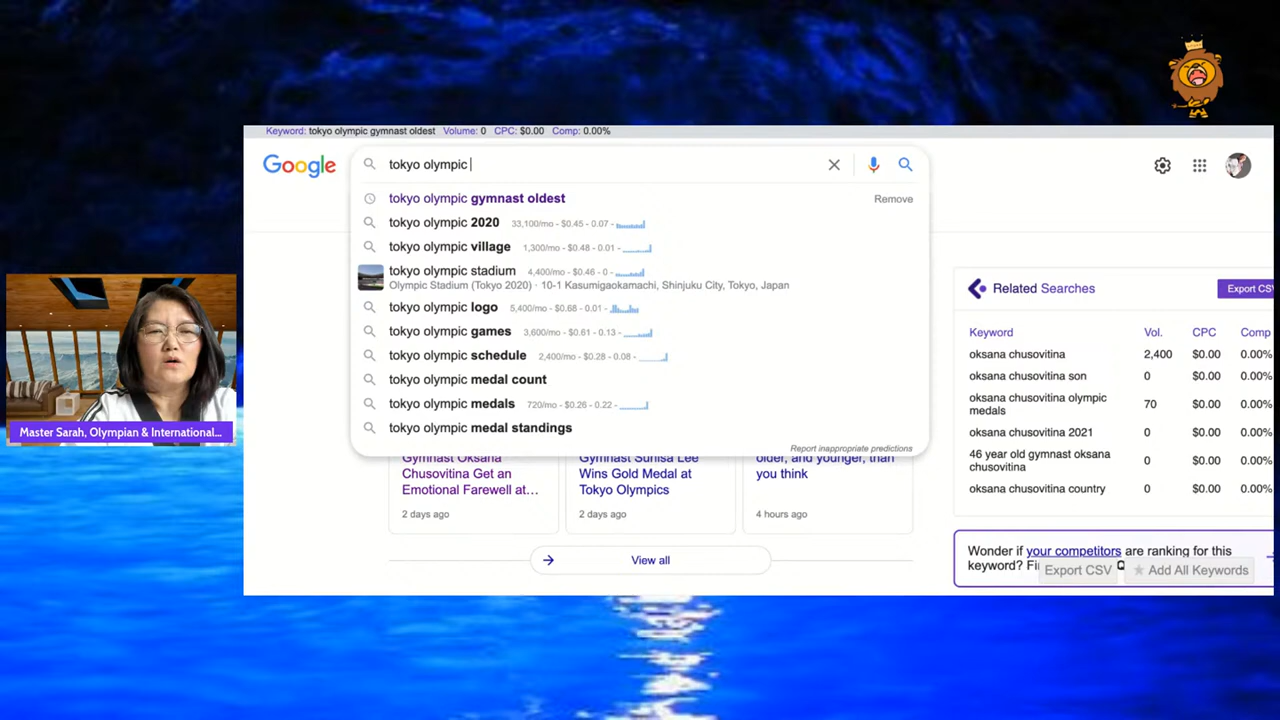 Keyword: tokyo olympic gymnast oldest Volume: 0 CPC: $0.00 Comp: 0.00%
Google
tokyo olympic
tokyo olympic gymnast oldest
Remove
tokyo olympic 2020 33,100/mo - $0.45 - 0.07 -
tokyo olympic village 1,300/mo - $0.48 - 0.01 -
tokyo olympic stadium 4,400/mo - $0.46 - 0 -
Olympic Stadium (Tokyo 2020) · 10-1 Kasumigaokamachi, Shinjuku City, Tokyo, Japan
tokyo olympic logo 5,400/mo - $0.68 - 0.01 -
tokyo olympic games 3,600/mo - $0.61 - 0.13 -
tokyo olympic schedule 2,400/mo - $0.28 - 0.08 -
tokyo olympic medal count
tokyo olympic medals 720/mo - $0.26 - 0.22 -
tokyo olympic medal standings
Report inappropriate predictions
Gymnast Oksana
Chusovitina Get an
Emotional Farewell at...
2 days ago
Gymnast Sunisa Lee
Wins Gold Medal at
Tokyo Olympics
2 days ago
older, and younger, than
you think
4 hours ago
View all
Related Searches
Export CSV
Keyword Vol. CPC Comp
oksana chusovitina 2,400 $0.00 0.00%
oksana chusovitina son 0 $0.00 0.00%
oksana chusovitina olympic
medals 70 $0.00 0.00%
oksana chusovitina 2021 0 $0.00 0.00%
46 year old gymnast oksana
chusovitina 0 $0.00 0.00%
oksana chusovitina country 0 $0.00 0.00%
Wonder if your competitors are ranking for this
keyword? Fi
Export CSV
Add All Keywords
Master Sarah, Olympian & International...